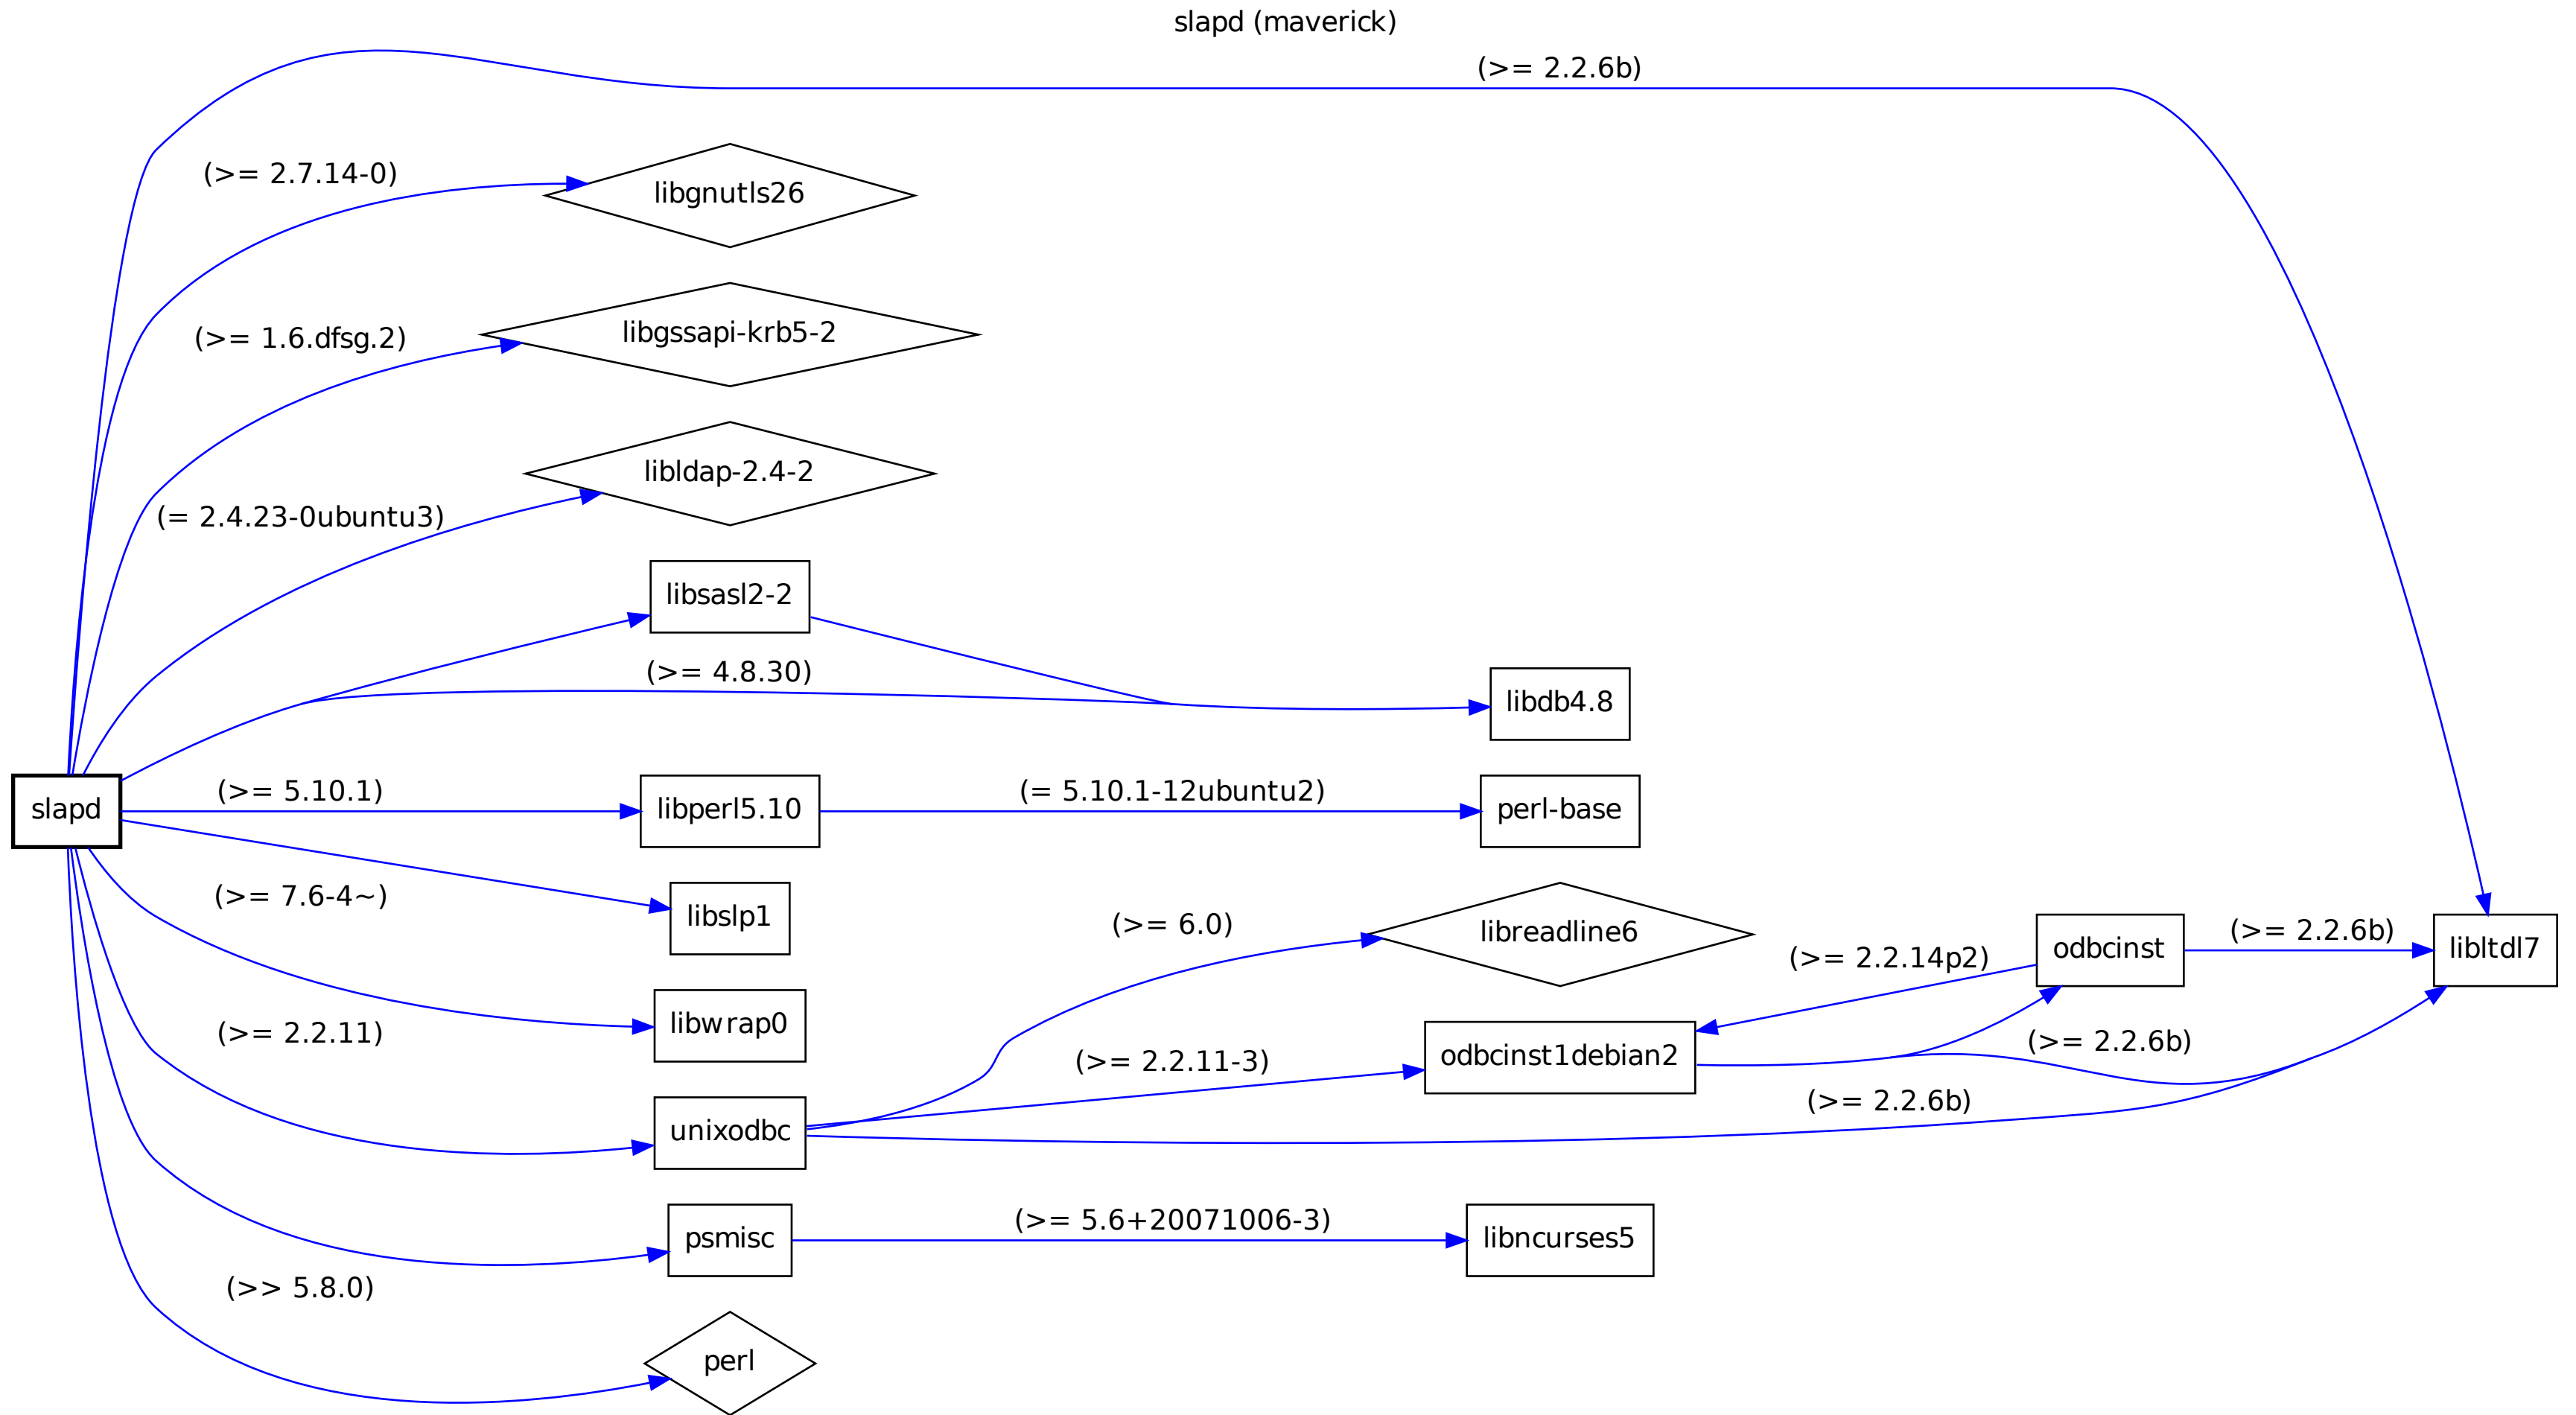 slapd (maverick)
(>= 2.2.6b)
(>= 2.7.14-0)
libgnutls26
(>= 1.6.dfsg.2)
libgssapi-krb5-2
(= 2.4.23-0ubuntu3)
libldap-2.4-2
libsasl2-2
(>= 4.8.30)
libdb4.8
slapd
(>= 5.10.1)
libperl5.10
(= 5.10.1-12ubuntu2)
perl-base
(>= 7.6-4~)
libslp1
(>= 6.0)
libreadline6
(>= 2.2.14p2)
odbcinst
(>= 2.2.6b)
libltdl7
(>= 2.2.11)
libwrap0
(>= 2.2.11-3)
odbcinst1debian2
(>= 2.2.6b)
unixodbc
(>= 2.2.6b)
psmisc
(>= 5.6+20071006-3)
libncurses5
(>> 5.8.0)
perl